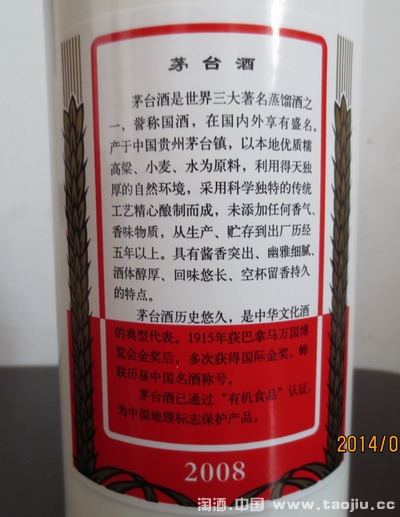 茅台酒
茅台酒是世界三大著名蒸馏酒之
一，誉称国酒，在国内外享有盛名。
产于中国贵州茅台镇，以本地优质糯
高粱、小麦、水为原料，利用得天独
厚的自然环境，采用科学独特的传统
工艺精心酿制而成，未添加任何香气、
香味物质，从生产、贮存到出厂历经
五年以上。具有酱香突出、幽雅细腻、
酒体醇厚、回味悠长、空杯留香持久
的特点。
茅台酒历史悠久，是中华文化酒
的典型代表。1915年获巴拿马万国博
览会金奖后，多次获得国际金奖，蝉
联历届中国名酒称号。
茅台酒已通过“有机食品”认证，
为中国地理标志保护产品。
2014/0
2008
淘酒.中国 www.taojiu.cc